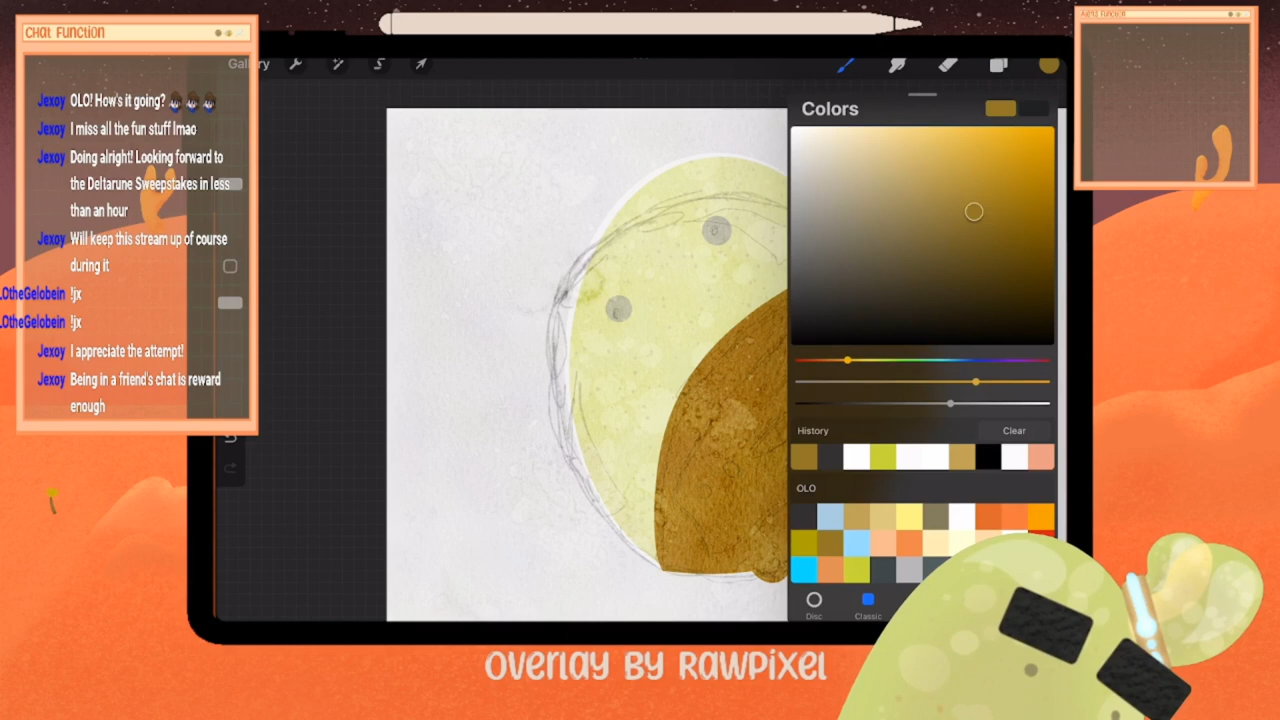 CHAT FUNCTION
Jexoy OLO! How's it going?
Jexoy I miss all the fun stuff lmao
Jexoy Doing alright! Looking forward to
the Deltarune Sweepstakes in less
than an hour
Jexoy Will keep this stream up of course
during it
LOtheGelobein !jx
LOtheGelobein !jx
Jexoy I appreciate the attempt!
Jexoy Being in a friend's chat is reward
enough
Gallery
Colors
History
Clear
OLO
Disc
Classic
Function
OVERLAY BY RAWPIXEL